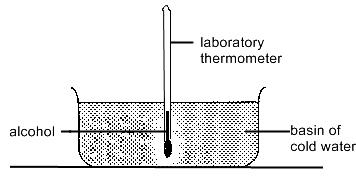 laboratory
thermometer
alcohol
basin of
cold water